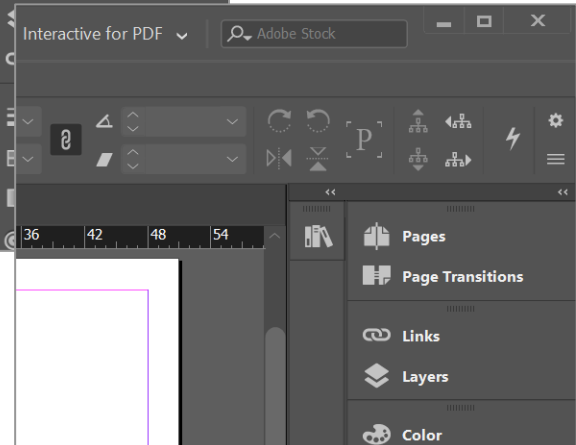 Interactive for PDF
Adobe Stock
P
36 42 48 54
Pages
Page Transitions
Links
Layers
Color